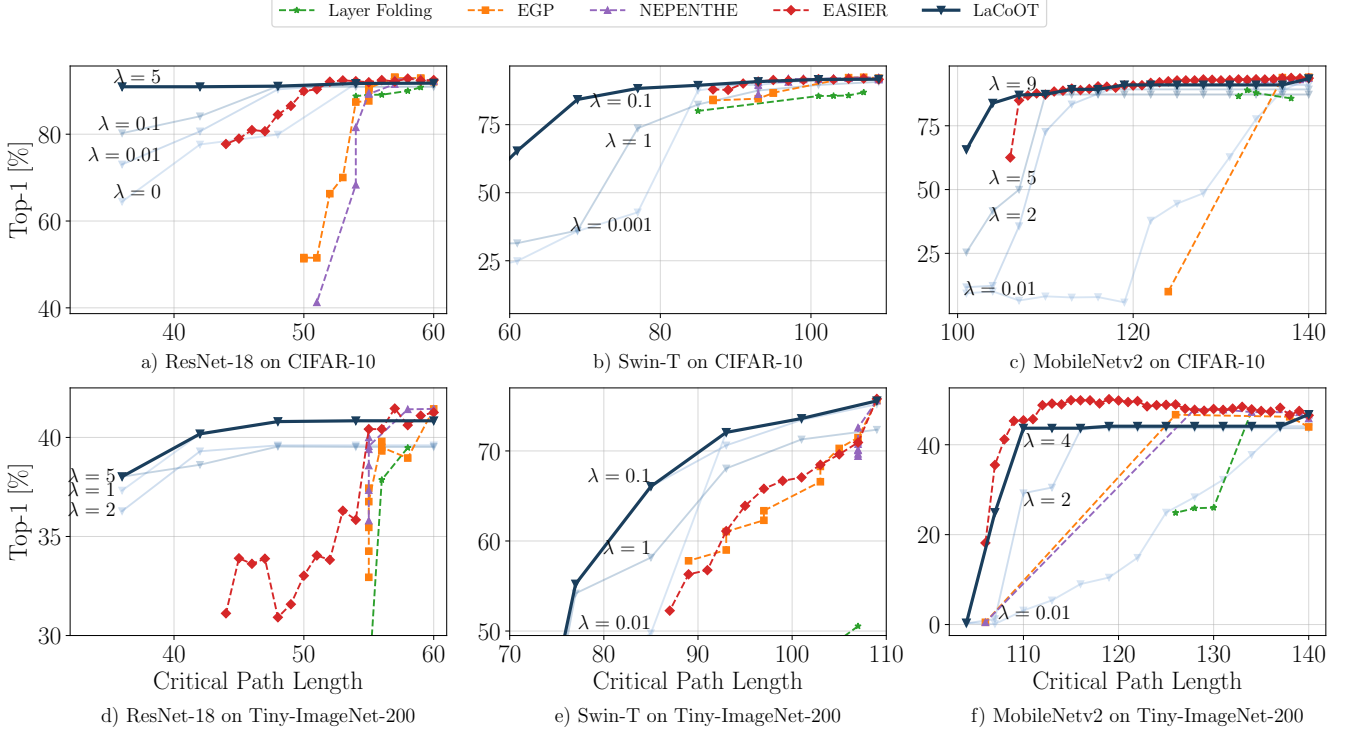 Layer Folding EGP NEPENTHE EASIER LaCoOT
Top-1 [%]
80
60
40
λ = 5
λ = 0.1
λ = 0.01
λ = 0
40 50 60
a) ResNet-18 on CIFAR-10
75
50
25
λ = 0.1
λ = 1
λ = 0.001
60 80 100
b) Swin-T on CIFAR-10
75
50
25
λ = 9
λ = 5
λ = 2
λ = 0.01
100 120 140
c) MobileNetv2 on CIFAR-10
Top-1 [%]
40
35
30
λ = 5
λ = 1
λ = 2
40 50 60
Critical Path Length
d) ResNet-18 on Tiny-ImageNet-200
70
60
50
λ = 0.1
λ = 1
λ = 0.01
70 80 90 100 110
Critical Path Length
e) Swin-T on Tiny-ImageNet-200
40
20
0
λ = 4
λ = 2
λ = 0.01
110 120 130 140
Critical Path Length
f) MobileNetv2 on Tiny-ImageNet-200